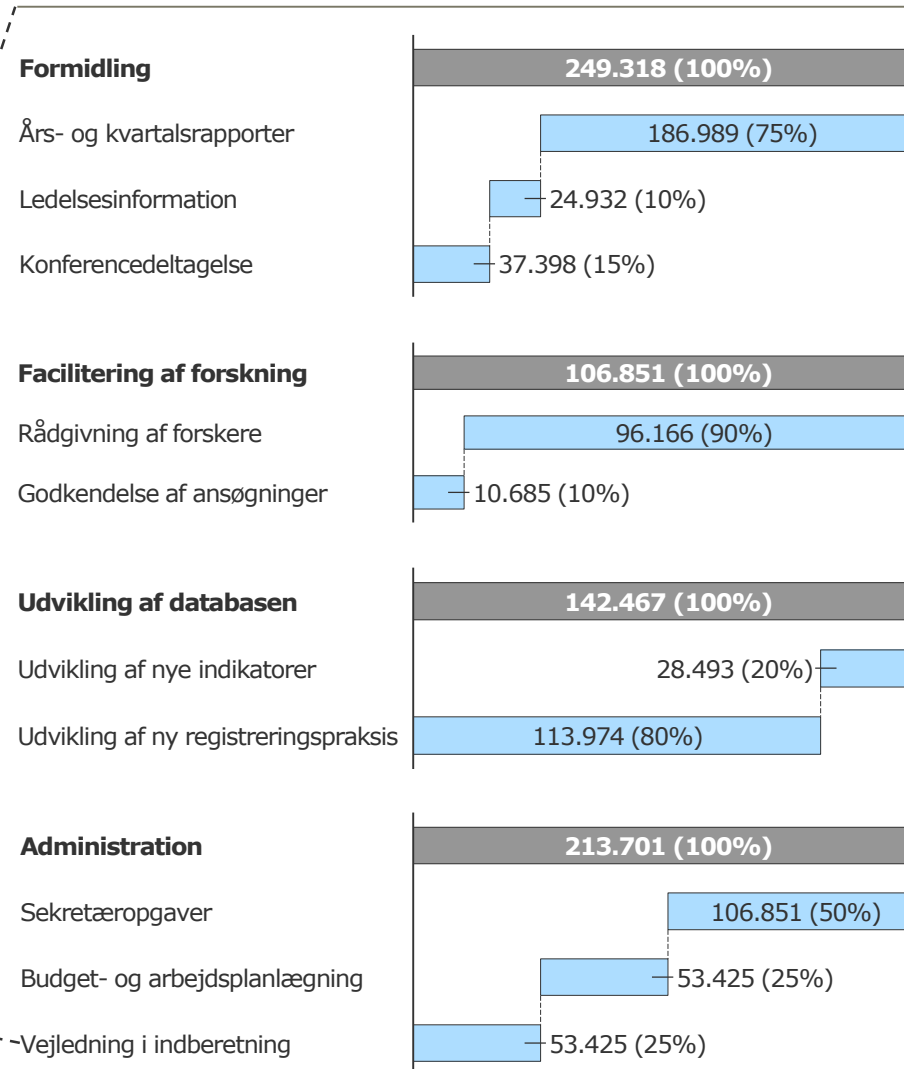 Formidling 249.318 (100%)
Års- og kvartalsrapporter 186.989 (75%)
Ledelsesinformation 24.932 (10%)
Konferencedeltagelse 37.398 (15%)
Facilitering af forskning 106.851 (100%)
Rådgivning af forskere 96.166 (90%)
Godkendelse af ansøgninger 10.685 (10%)
Udvikling af databasen 142.467 (100%)
Udvikling af nye indikatorer 28.493 (20%)
Udvikling af ny registreringspraksis 113.974 (80%)
Administration 213.701 (100%)
Sekretæropgaver 106.851 (50%)
Budget- og arbejdsplanlægning 53.425 (25%)
Vejledning i indberetning 53.425 (25%)